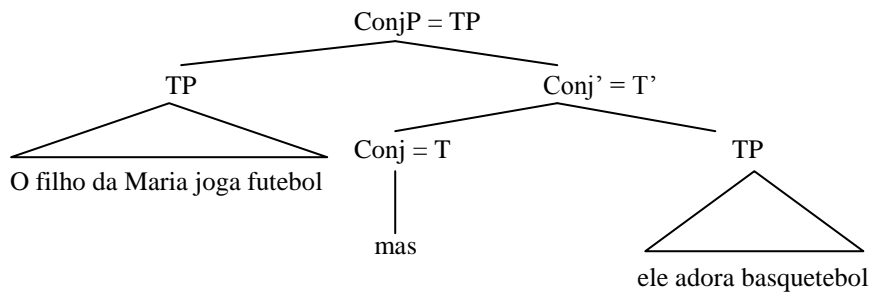 ConjP = TP
TP
Conj’ = T’
O filho da Maria joga futebol
Conj = T
TP
mas
ele adora basquetebol